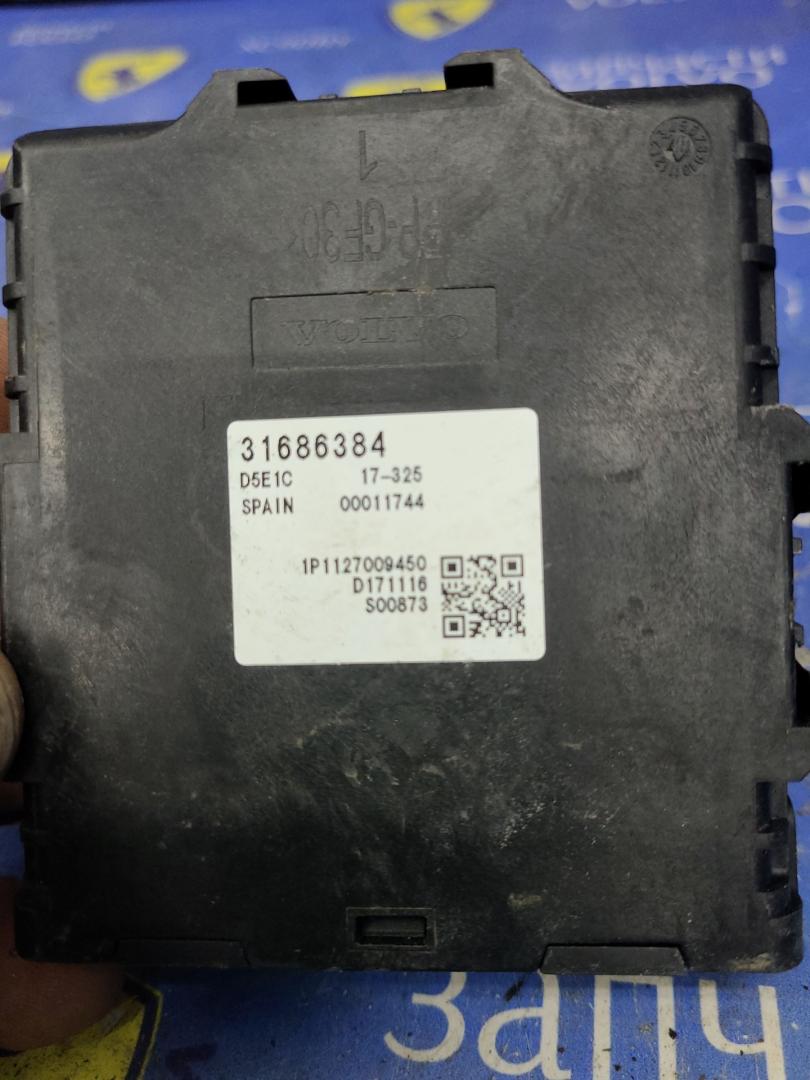 1
PP-GF30<
VOLVO
31686384
D5E1C 17-325
SPAIN 00011744
1P1127009450
D171116
S00873
Запч